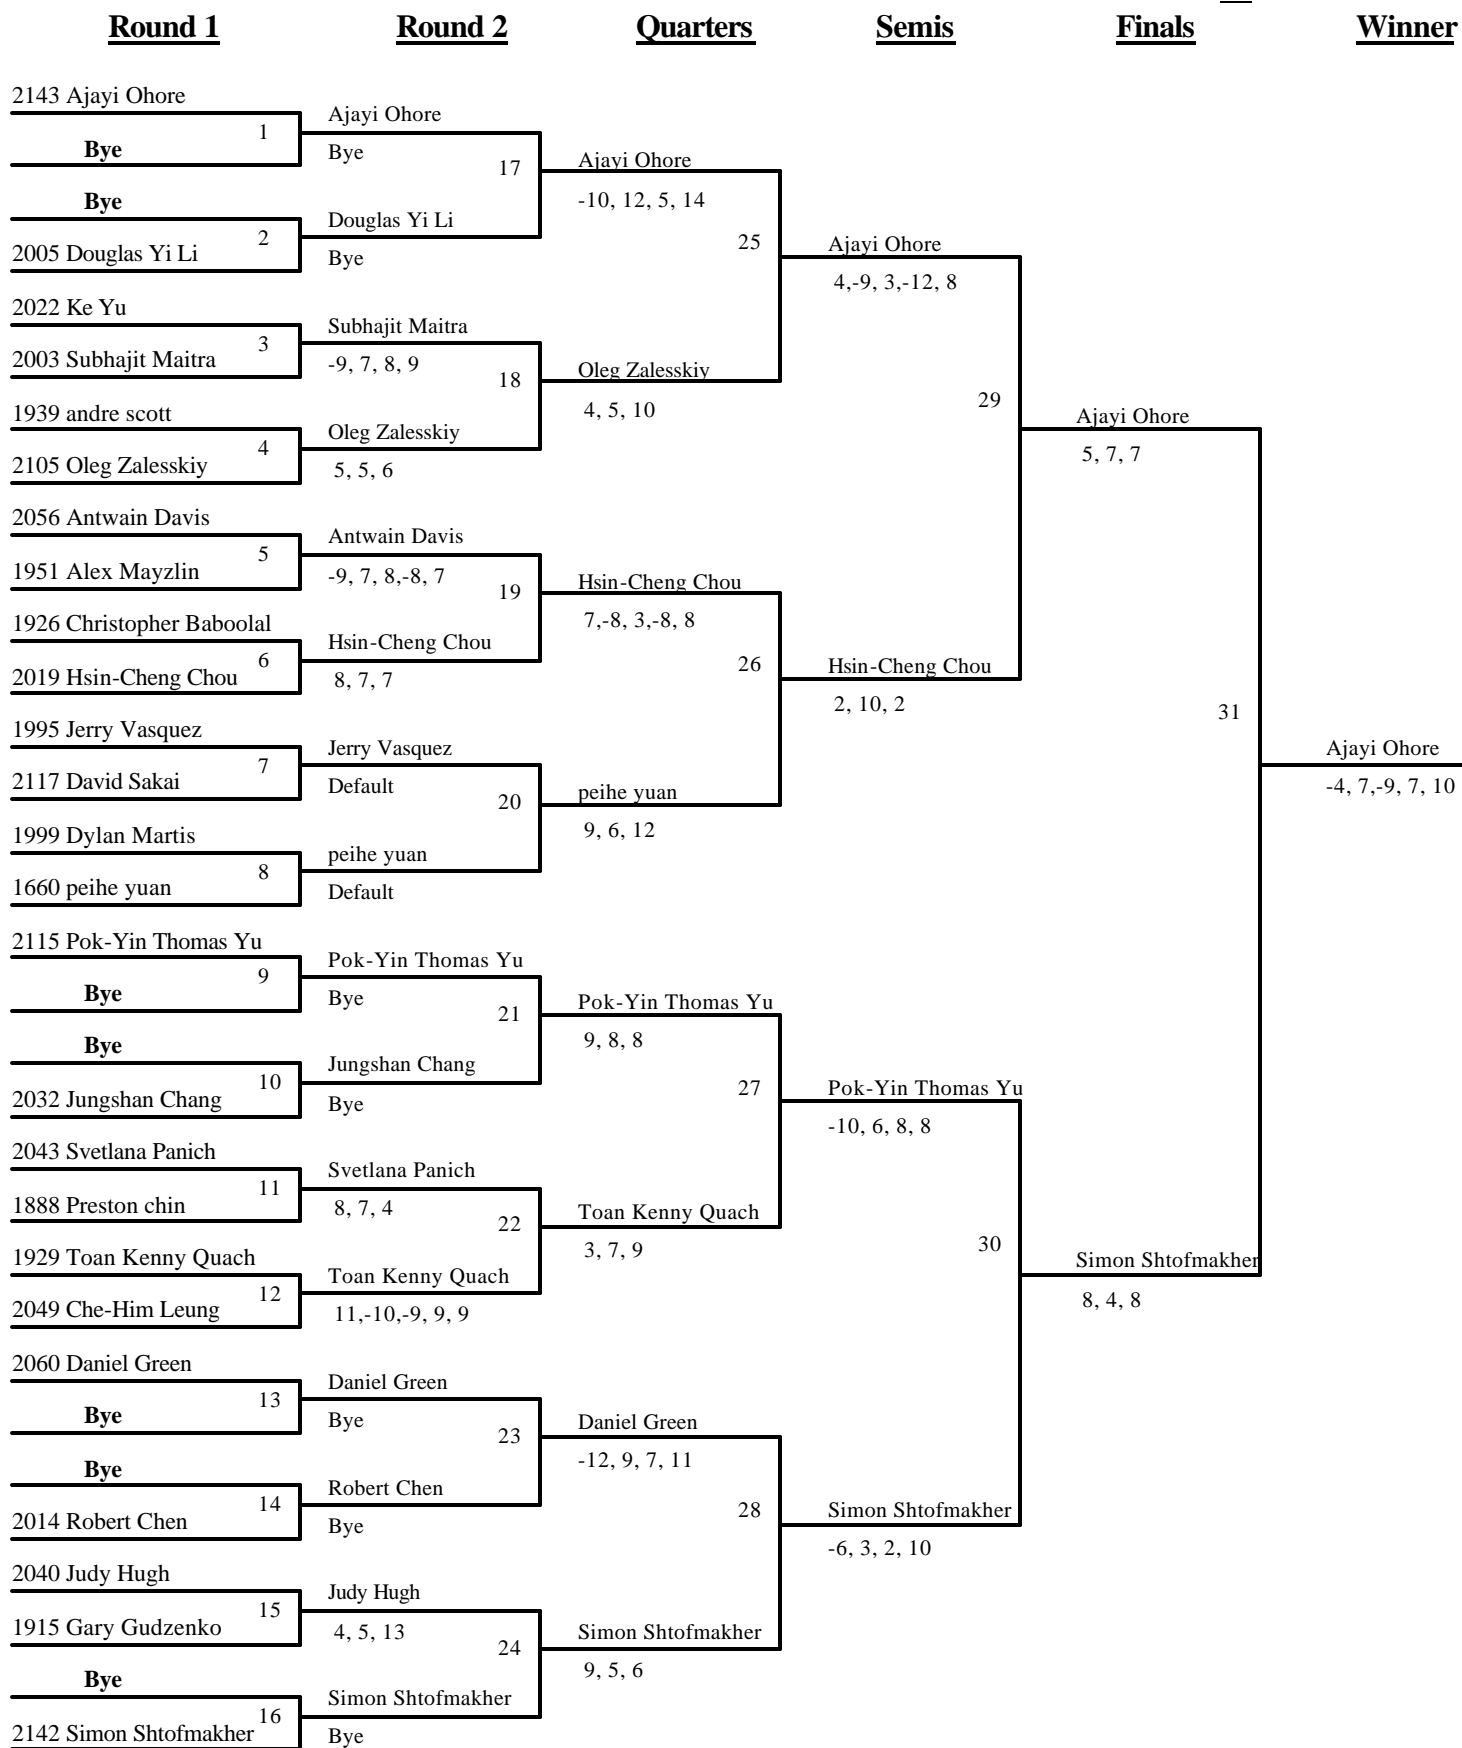 Round 1 Round 2 Quarters Semis Finals Winner
2143 Ajayi Ohore
1
Bye
Bye
2
2005 Douglas Yi Li
2022 Ke Yu
3
2003 Subhajit Maitra
1939 andre scott
4
2105 Oleg Zalesskiy
2056 Antwain Davis
5
1951 Alex Mayzlin
1926 Christopher Baboolal
6
2019 Hsin-Cheng Chou
1995 Jerry Vasquez
7
2117 David Sakai
1999 Dylan Martis
8
1660 peihe yuan
2115 Pok-Yin Thomas Yu
9
Bye
Bye
10
2032 Jungshan Chang
2043 Svetlana Panich
11
1888 Preston chin
1929 Toan Kenny Quach
12
2049 Che-Him Leung
2060 Daniel Green
13
Bye
Bye
14
2014 Robert Chen
2040 Judy Hugh
15
1915 Gary Gudzenko
Bye
16
2142 Simon Shtofmakher
Ajayi Ohore
Bye
17
Douglas Yi Li
Bye
Subhajit Maitra
-9, 7, 8, 9
18
Oleg Zalesskiy
5, 5, 6
Antwain Davis
-9, 7, 8,-8, 7
19
Hsin-Cheng Chou
8, 7, 7
Jerry Vasquez
Default
20
peihe yuan
Default
Pok-Yin Thomas Yu
Bye
21
Jungshan Chang
Bye
Svetlana Panich
8, 7, 4
22
Toan Kenny Quach
11,-10,-9, 9, 9
Daniel Green
Bye
23
Robert Chen
Bye
Judy Hugh
4, 5, 13
24
Simon Shtofmakher
Bye
Ajayi Ohore
-10, 12, 5, 14
25
Oleg Zalesskiy
4, 5, 10
Hsin-Cheng Chou
7,-8, 3,-8, 8
26
peihe yuan
9, 6, 12
Pok-Yin Thomas Yu
9, 8, 8
27
Toan Kenny Quach
3, 7, 9
Daniel Green
-12, 9, 7, 11
28
Simon Shtofmakher
9, 5, 6
Ajayi Ohore
4,-9, 3,-12, 8
29
Hsin-Cheng Chou
2, 10, 2
Pok-Yin Thomas Yu
-10, 6, 8, 8
30
Simon Shtofmakher
-6, 3, 2, 10
Ajayi Ohore
5, 7, 7
31
Simon Shtofmakher
8, 4, 8
Ajayi Ohore
-4, 7,-9, 7, 10